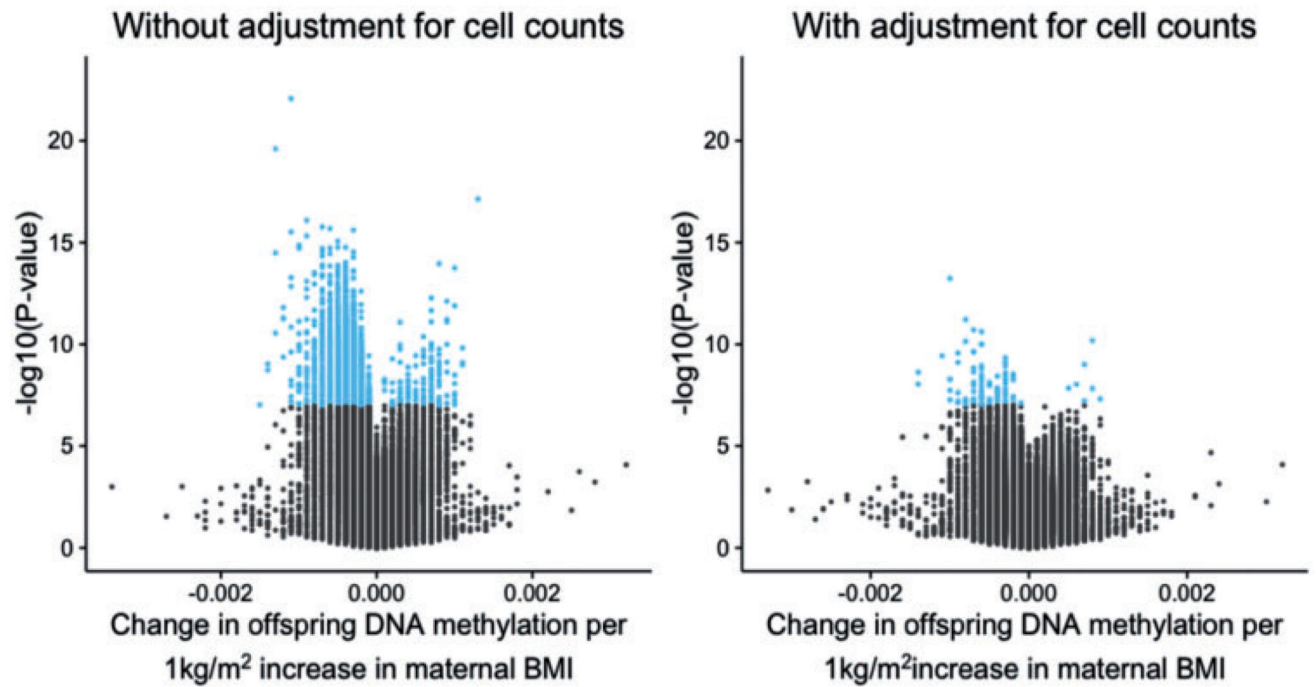 Without adjustment for cell counts
-log10(P-value)
20
15
10
5
0
-0.002 0.000 0.002
Change in offspring DNA methylation per
1kg/m² increase in maternal BMI
With adjustment for cell counts
-log10(P-value)
20
15
10
5
0
-0.002 0.000 0.002
Change in offspring DNA methylation per
1kg/m²increase in maternal BMI